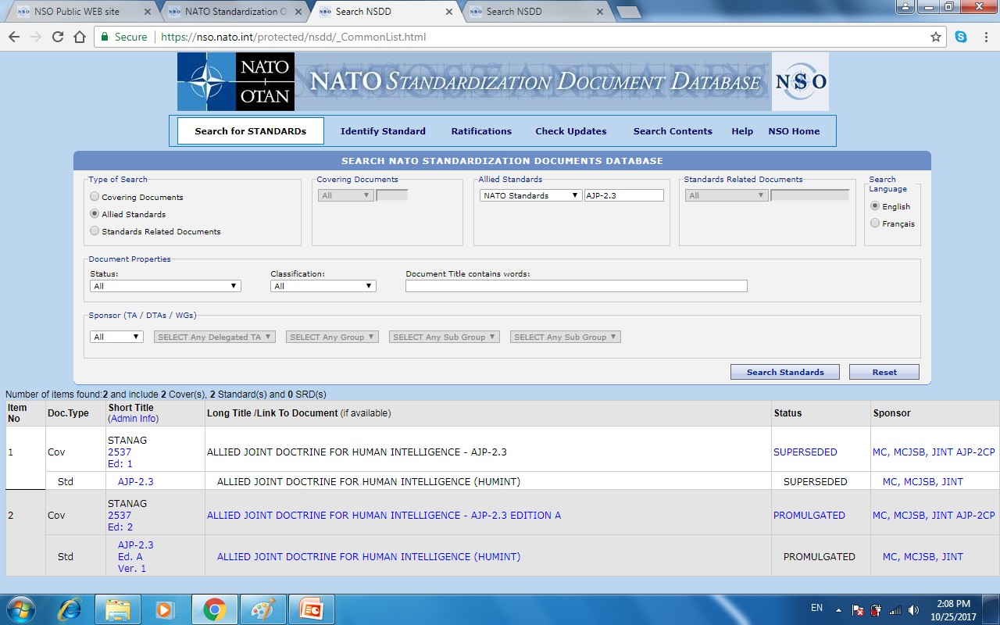 NSO Public WEB site
NATO Standardization O
Search NSDD
Search NSDD
Secure
https://nso.nato.int/protected/nsdd/_CommonList.html
NATO
OTAN
NATO STANDARDIZATION DOCUMENT DATABASE
NSO
Search for STANDARDs Identify Standard Ratifications Check Updates Search Contents Help NSO Home
SEARCH NATO STANDARDIZATION DOCUMENTS DATABASE
Type of Search
Covering Documents
Allied Standards
Standards Related Documents
Covering Documents
All
Allied Standards
NATO Standards AJP-2.3
Standards Related Documents
All
Search
Language
English
Français
Document Properties
Status: Classification: Document Title contains words:
All All
Sponsor (TA / DTAs / WGs)
All SELECT Any Delegated TA SELECT Any Group SELECT Any Sub Group SELECT Any Sub Group
Search Standards Reset
Number of items found:2 and include 2 Cover(s), 2 Standard(s) and 0 SRD(s)
Item
No
Doc.Type
Short Title
(Admin Info)
Long Title /Link To Document (if available)
Status
Sponsor
1
Cov
STANAG
2537
Ed: 1
ALLIED JOINT DOCTRINE FOR HUMAN INTELLIGENCE - AJP-2.3
SUPERSEDED
MC, MCJSB, JINT AJP-2CP
Std AJP-2.3 ALLIED JOINT DOCTRINE FOR HUMAN INTELLIGENCE (HUMINT) SUPERSEDED MC, MCJSB, JINT
2
Cov
STANAG
2537
Ed: 2
ALLIED JOINT DOCTRINE FOR HUMAN INTELLIGENCE - AJP-2.3 EDITION A
PROMULGATED
MC, MCJSB, JINT AJP-2CP
Std
AJP-2.3
Ed. A
Ver. 1
ALLIED JOINT DOCTRINE FOR HUMAN INTELLIGENCE (HUMINT)
PROMULGATED
MC, MCJSB, JINT
EN
2:08 PM
10/25/2017